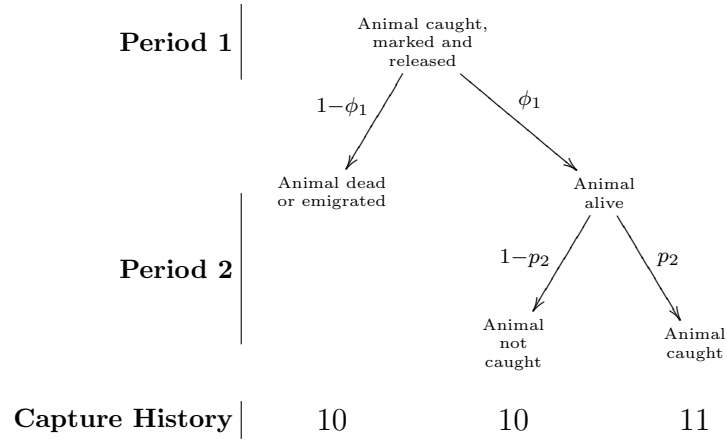 Period 1
Animal caught,
marked and
released
1−ϕ₁
ϕ₁
Animal dead
or emigrated
Animal
alive
Period 2
1−p₂
p₂
Animal
not
caught
Animal
caught
Capture History 10 10 11